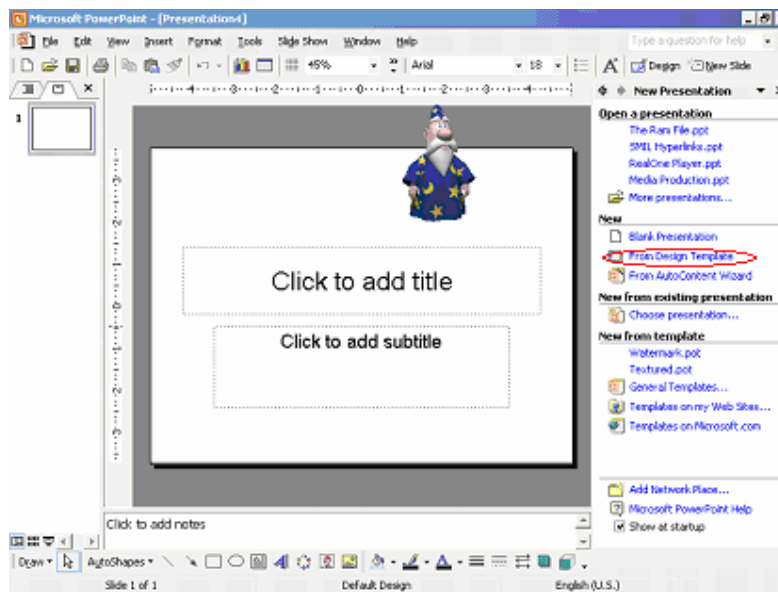 Microsoft PowerPoint - [Presentation4]
File Edit View Insert Format Tools Slide Show Window Help
Type a question for help
45% Arial 18 Design New Slide
New Presentation
Open a presentation
The Ram File.ppt
SMIL Hyperlinks.ppt
RealOne Player.ppt
Media Production.ppt
More presentations...
New
Blank Presentation
From Design Template
From AutoContent Wizard
New from existing presentation
Choose presentation...
New from template
Watermark.pot
Textured.pot
General Templates...
Templates on my Web Sites...
Templates on Microsoft.com
Add Network Place...
Microsoft PowerPoint Help
Show at startup
1
Click to add title
Click to add subtitle
Click to add notes
Draw AutoShapes
Slide 1 of 1 Default Design English (U.S.)